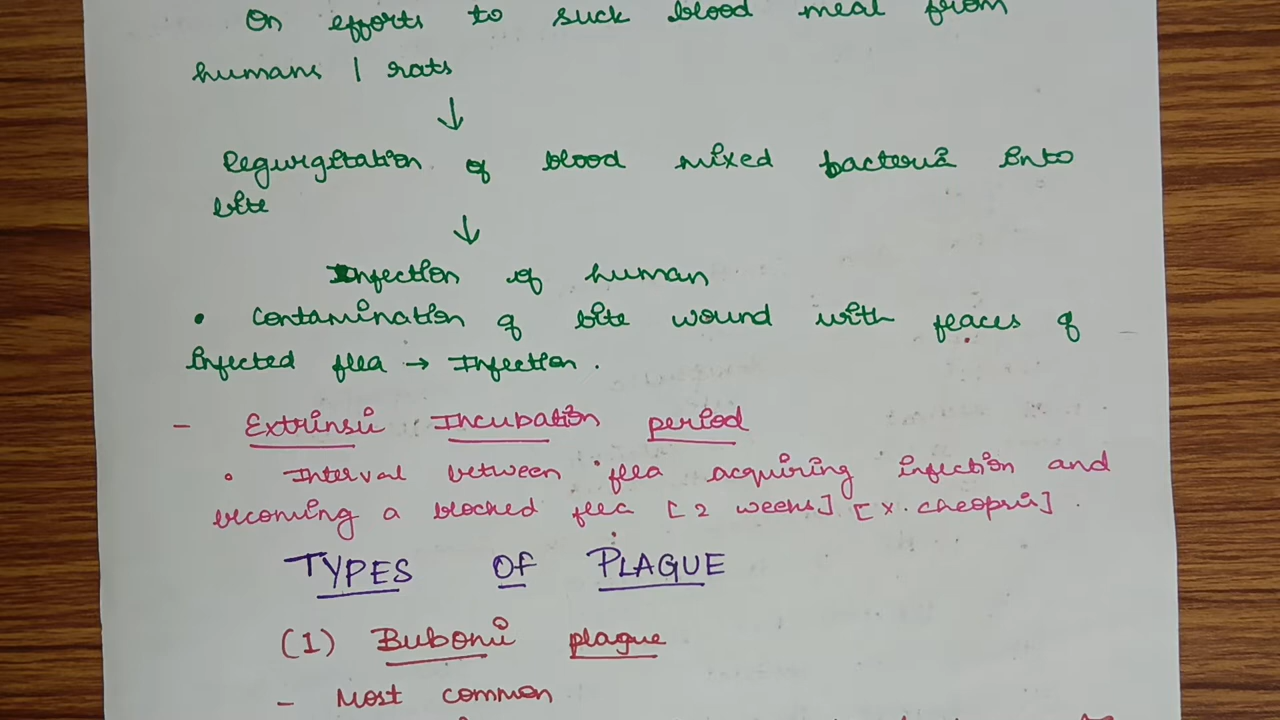 On efforts to suck blood meal from
humans / rats
↓
Regurgitation of blood mixed bacteria into
bite
↓
Infection of human
• Contamination of bite wound with feaces of
infected flea → Infection.
- Extrinsic Incubation period
• Interval between flea acquiring infection and
becoming a blocked flea [2 weeks] [X. cheopis].
TYPES OF PLAGUE
(1) Bubonic plague
- Most common